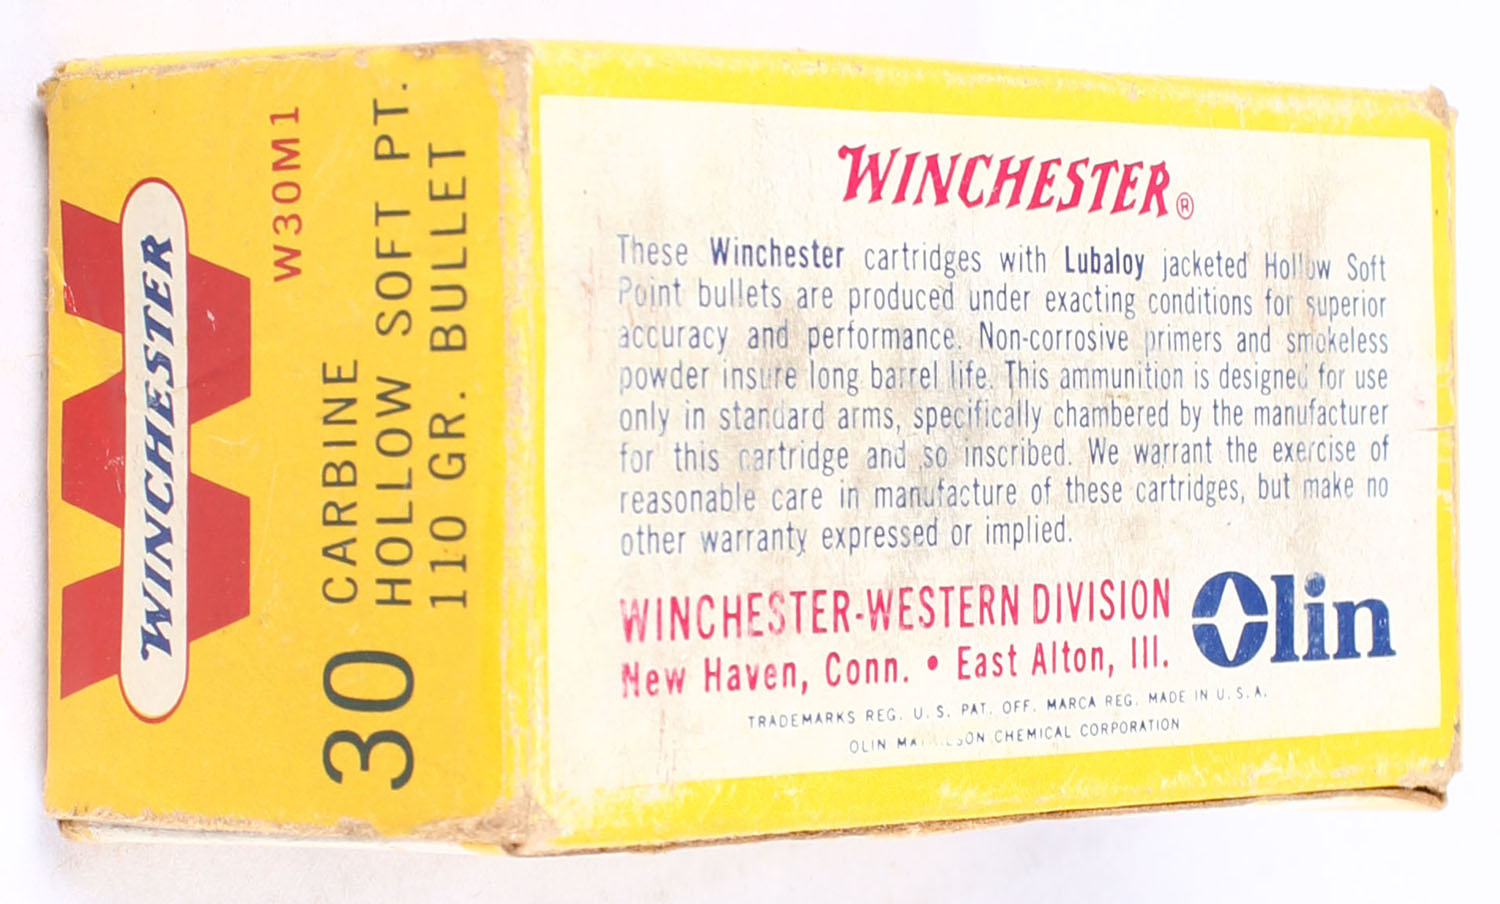 WINCHESTER
W30M1
30 CARBINE
HOLLOW SOFT PT.
110 GR. BULLET
WINCHESTER®
These Winchester cartridges with Lubaloy jacketed Hollow Soft
Point bullets are produced under exacting conditions for superior
accuracy and performance. Non-corrosive primers and smokeless
powder insure long barrel life. This ammunition is designed for use
only in standard arms, specifically chambered by the manufacturer
for this cartridge and so inscribed. We warrant the exercise of
reasonable care in manufacture of these cartridges, but make no
other warranty expressed or implied.
WINCHESTER-WESTERN DIVISION
New Haven, Conn. • East Alton, Ill.
Olin
TRADEMARKS REG. U. S. PAT. OFF. MARCA REG. MADE IN U. S. A.
OLIN CHEMICAL CORPORATION